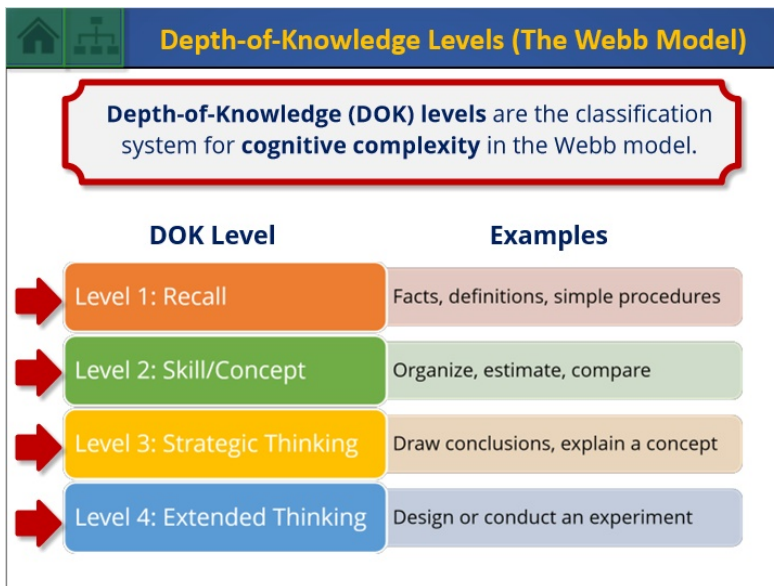 Depth-of-Knowledge Levels (The Webb Model)
Depth-of-Knowledge (DOK) levels are the classification
system for cognitive complexity in the Webb model.
DOK Level
Examples
Level 1: Recall
Facts, definitions, simple procedures
Level 2: Skill/Concept
Organize, estimate, compare
Level 3: Strategic Thinking
Draw conclusions, explain a concept
Level 4: Extended Thinking
Design or conduct an experiment